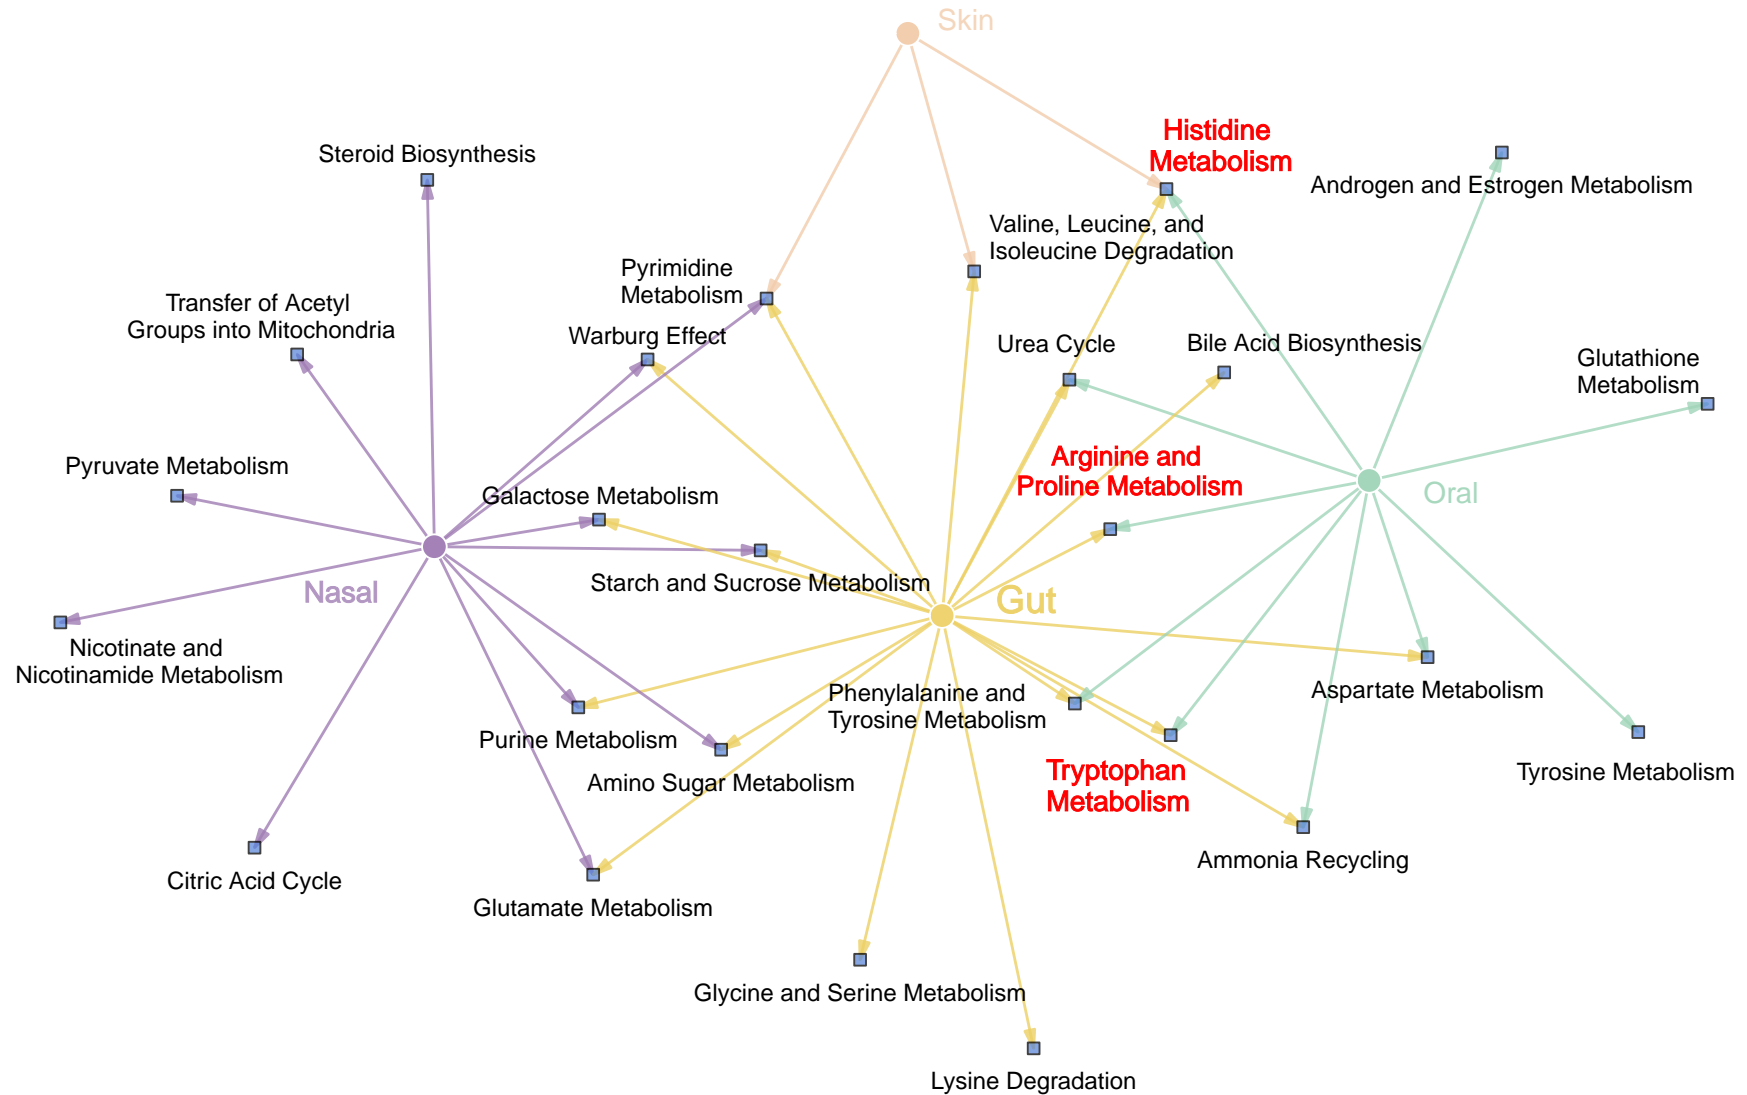 Skin
Histidine
Metabolism
Steroid Biosynthesis
Androgen and Estrogen Metabolism
Valine, Leucine, and
Isoleucine Degradation
Pyrimidine
Metabolism
Transfer of Acetyl
Groups into Mitochondria
Warburg Effect
Urea Cycle
Bile Acid Biosynthesis
Glutathione
Metabolism
Pyruvate Metabolism
Arginine and
Proline Metabolism
Galactose Metabolism
Oral
Starch and Sucrose Metabolism
Nasal
Gut
Nicotinate and
Nicotinamide Metabolism
Phenylalanine and
Tyrosine Metabolism
Aspartate Metabolism
Purine Metabolism
Amino Sugar Metabolism
Tryptophan
Metabolism
Tyrosine Metabolism
Ammonia Recycling
Citric Acid Cycle
Glutamate Metabolism
Glycine and Serine Metabolism
Lysine Degradation